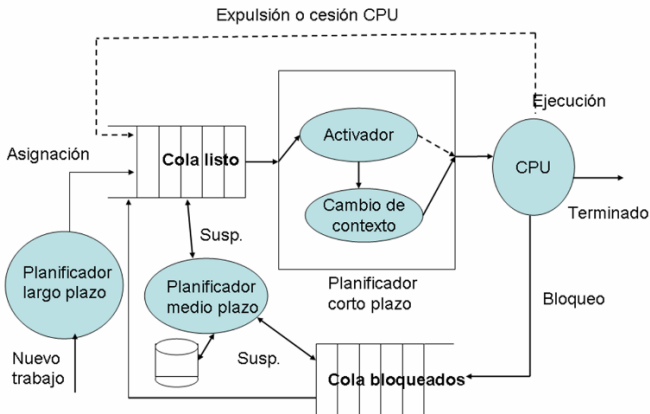 Expulsión o cesión CPU
Ejecución
Activador
Asignación
Cola listo
CPU
Cambio de
contexto
Terminado
Susp.
Planificador
largo plazo
Planificador
medio plazo
Planificador
corto plazo
Bloqueo
Nuevo
trabajo
Susp.
Cola bloqueados